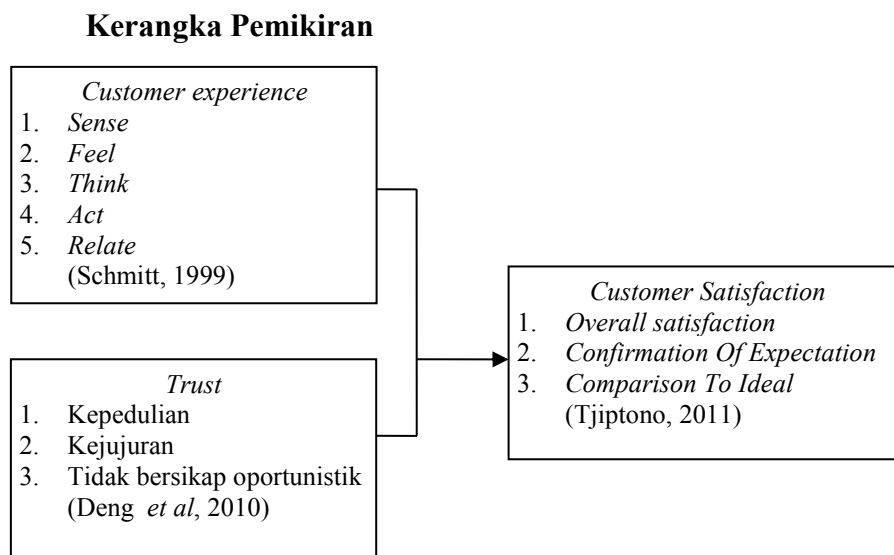 Kerangka Pemikiran
Customer experience
1. Sense
2. Feel
3. Think
4. Act
5. Relate
(Schmitt, 1999)
Trust
1. Kepedulian
2. Kejujuran
3. Tidak bersikap oportunistik
(Deng et al, 2010)
Customer Satisfaction
1. Overall satisfaction
2. Confirmation Of Expectation
3. Comparison To Ideal
(Tjiptono, 2011)